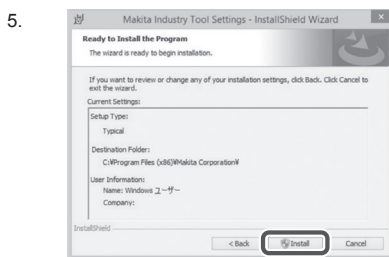 5.
Makita Industry Tool Settings - InstallShield Wizard
Ready to Install the Program
The wizard is ready to begin installation.
If you want to review or change any of your installation settings, click Back. Click Cancel to
exit the wizard.
Current Settings:
Setup Type:
Typical
Destination Folder:
C:¥Program Files (x86)¥Makita Corporation¥
User Information:
Name: Windows ユーザー
Company:
InstallShield
< Back Install Cancel